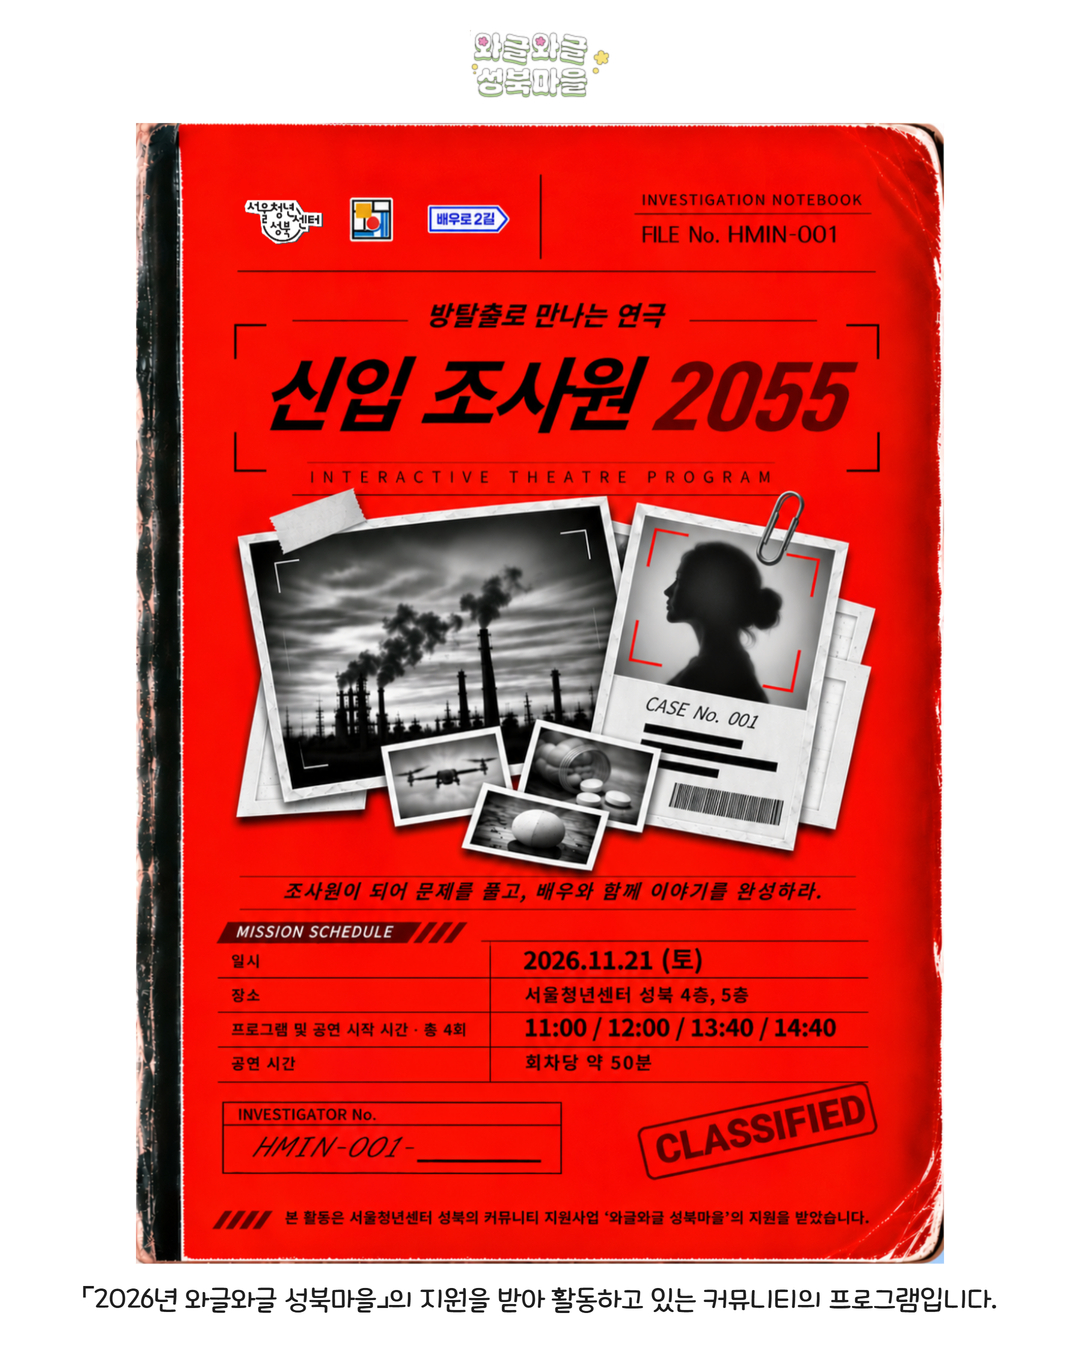 와글와글
성북마을
서울청년
센터
성북
배우로2길
INVESTIGATION NOTEBOOK
FILE No. HMIN-001
방탈출로 만나는 연극
신입 조사원 2055
INTERACTIVE THEATRE PROGRAM
CASE No. 001
조사원이 되어 문제를 풀고, 배우와 함께 이야기를 완성하라.
MISSION SCHEDULE
일시 2026.11.21 (토)
장소 서울청년센터 성북 4층, 5층
프로그램 및 공연 시작 시간 · 총 4회 11:00 / 12:00 / 13:40 / 14:40
공연 시간 회차당 약 50분
INVESTIGATOR No.
HMIN-001-
CLASSIFIED
본 활동은 서울청년센터 성북의 커뮤니티 지원사업 ‘와글와글 성북마을’의 지원을 받았습니다.
「2026년 와글와글 성북마을」의 지원을 받아 활동하고 있는 커뮤니티의 프로그램입니다.